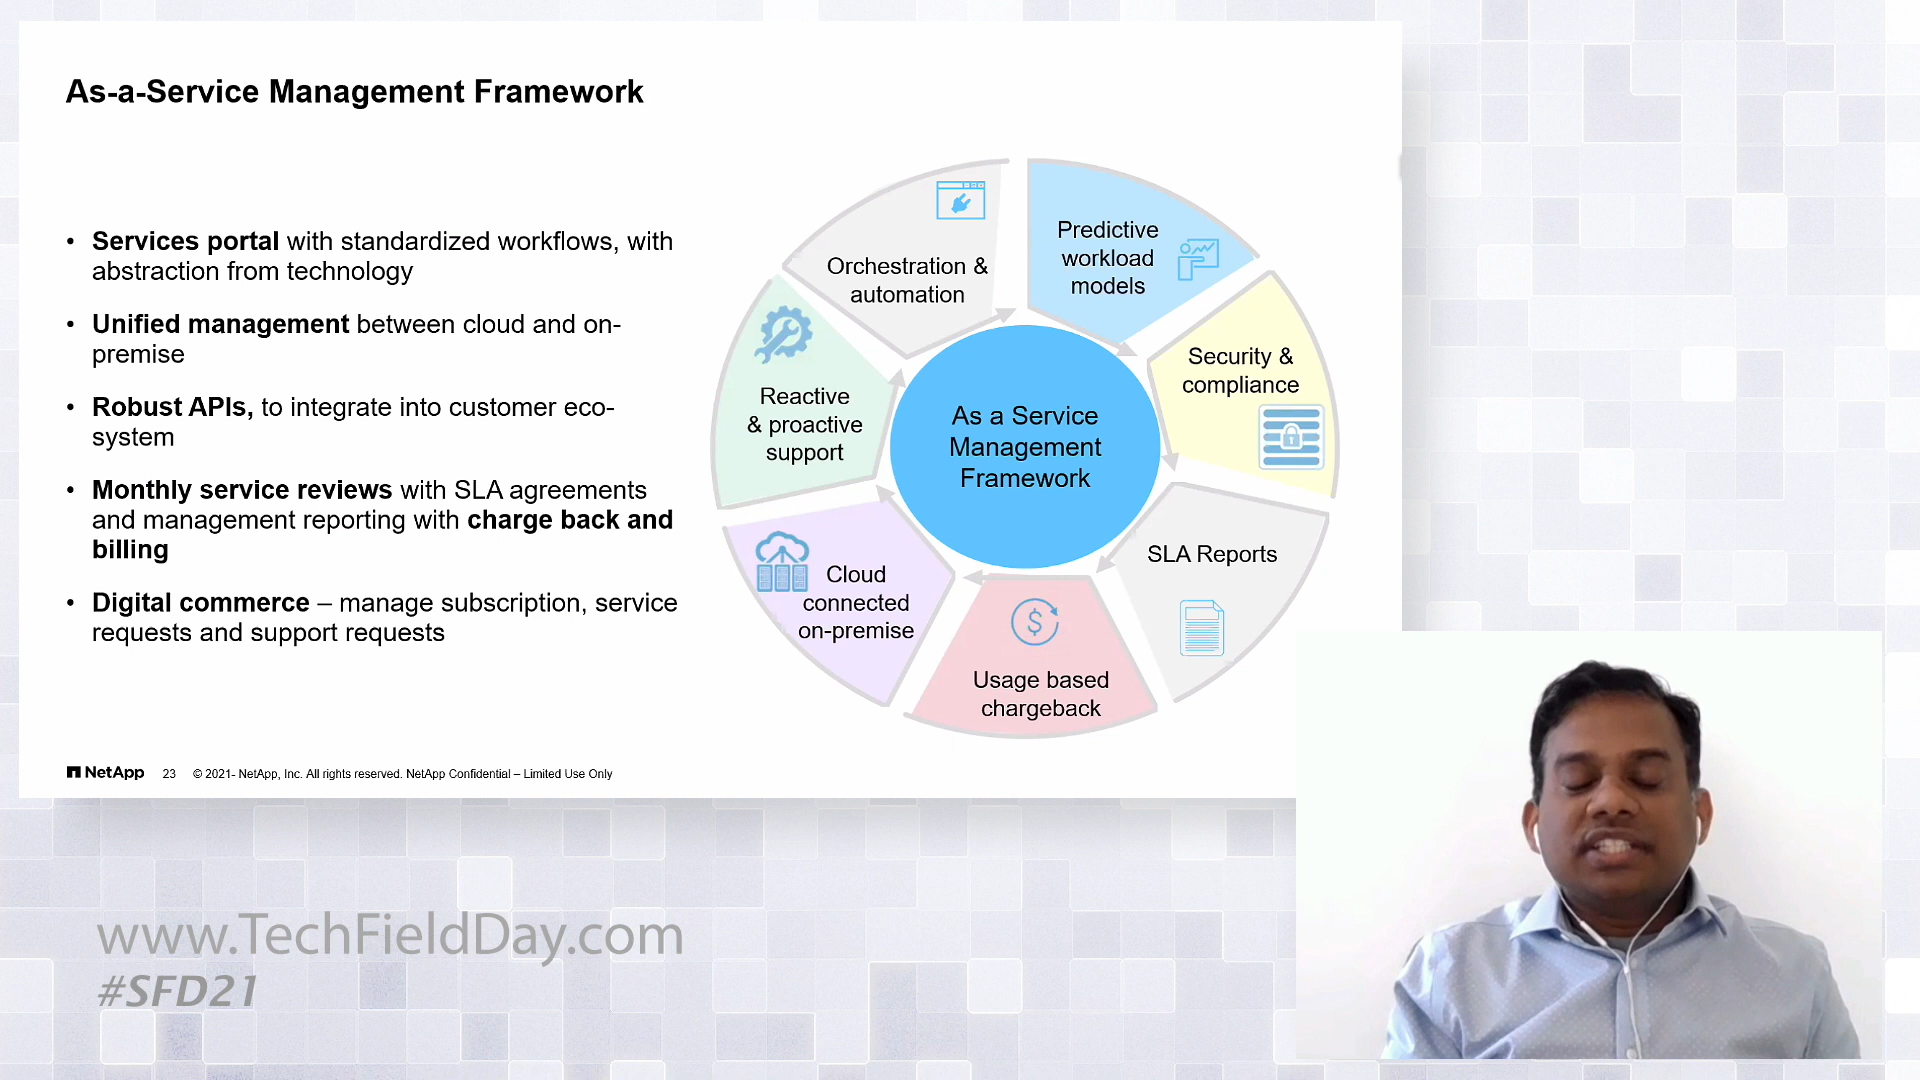 As-a-Service Management Framework
• Services portal with standardized workflows, with
abstraction from technology
• Unified management between cloud and on-
premise
• Robust APIs, to integrate into customer eco-
system
• Monthly service reviews with SLA agreements
and management reporting with charge back and
billing
• Digital commerce – manage subscription, service
requests and support requests
Orchestration &
automation
Predictive
workload
models
Security &
compliance
SLA Reports
$
Usage based
chargeback
Cloud
connected
on-premise
Reactive
& proactive
support
As a Service
Management
Framework
NetApp 23 © 2021- NetApp, Inc. All rights reserved. NetApp Confidential – Limited Use Only
www.TechFieldDay.com
#SFD21